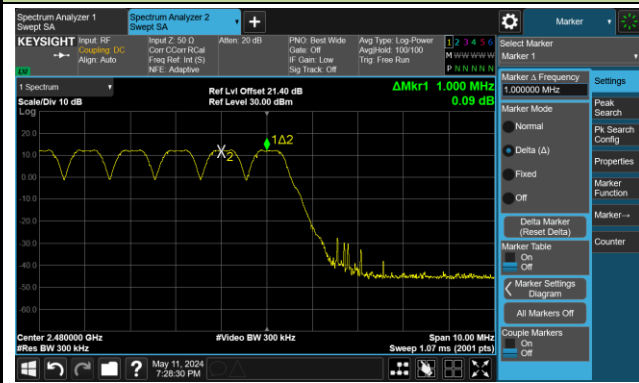 Spectrum Analyzer 1
Swept SA
Spectrum Analyzer 2
Swept SA
Marker
KEYSIGHT
Input: RF
Coupling: DC
Align: Auto
Input Z: 50 Ω
Corr CCorr RCal
Freq Ref: Int (S)
NFE: Adaptive
Atten: 20 dB
PNO: Best Wide
Gate: Off
IF Gain: Low
Sig Track: Off
Avg Type: Log-Power
Avg|Hold: 100/100
Trig: Free Run
1 2 3 4 5 6
M W W W W W
P N N N N N
Select Marker
Marker 1
1 Spectrum
Scale/Div 10 dB
Ref Lvl Offset 21.40 dB
Ref Level 30.00 dBm
ΔMkr1 1.000 MHz
0.09 dB
Log
20.0
10.0
0.00
-10.0
-20.0
-30.0
-40.0
-50.0
-60.0
1Δ2
2
Center 2.480000 GHz
#Res BW 300 kHz
#Video BW 300 kHz
Span 10.00 MHz
Sweep 1.07 ms (2001 pts)
Marker Δ Frequency
1.000000 MHz
Marker Mode
Normal
Delta (Δ)
Fixed
Off
Delta Marker
(Reset Delta)
Marker Table
On
Off
Marker Settings
Diagram
All Markers Off
Couple Markers
On
Off
Settings
Peak
Search
Pk Search
Config
Properties
Marker
Function
Marker→
Counter
May 11, 2024
7:28:30 PM